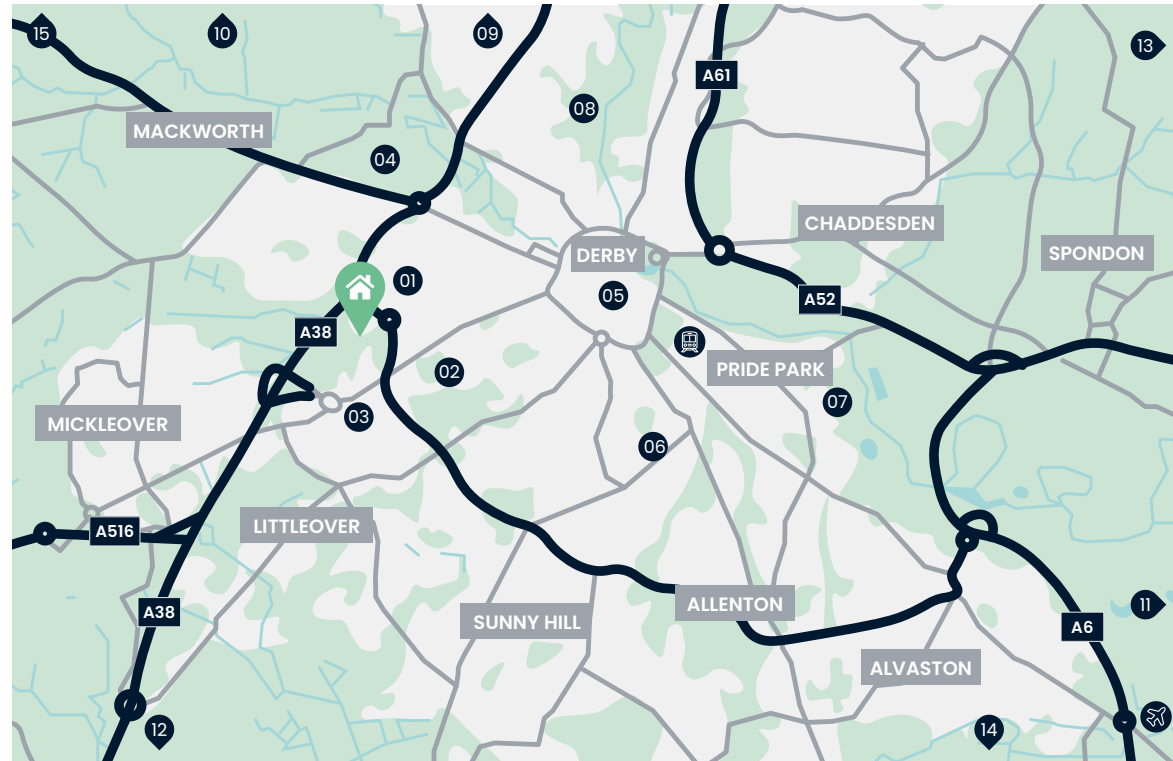 15
10
09
13
A61
08
MACKWORTH
04
CHADDESDEN
DERBY
SPONDON
01
05
A52
A38
PRIDE PARK
02
07
03
MICKLEOVER
06
LITTLEOVER
A516
ALLENTON
11
A38
SUNNY HILL
A6
ALVASTON
12
14